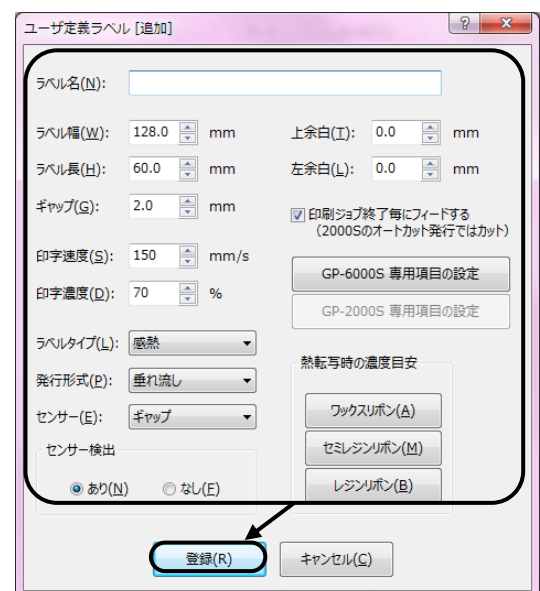 ユーザ定義ラベル [追加]
ラベル名(N):
ラベル幅(W): 128.0 mm
上余白(T): 0.0 mm
ラベル長(H): 60.0 mm
左余白(L): 0.0 mm
ギャップ(G): 2.0 mm
印刷ジョブ終了毎にフィードする
(2000Sのオートカット発行ではカット)
印字速度(S): 150 mm/s
印字濃度(D): 70 %
GP-6000S 専用項目の設定
GP-2000S 専用項目の設定
ラベルタイプ(L): 感熱
発行形式(P): 垂れ流し
センサー(E): ギャップ
熱転写時の濃度目安
ワックスリボン(A)
セミレジンリボン(M)
レジンリボン(B)
センサー検出
あり(N) なし(F)
登録(R) キャンセル(C)